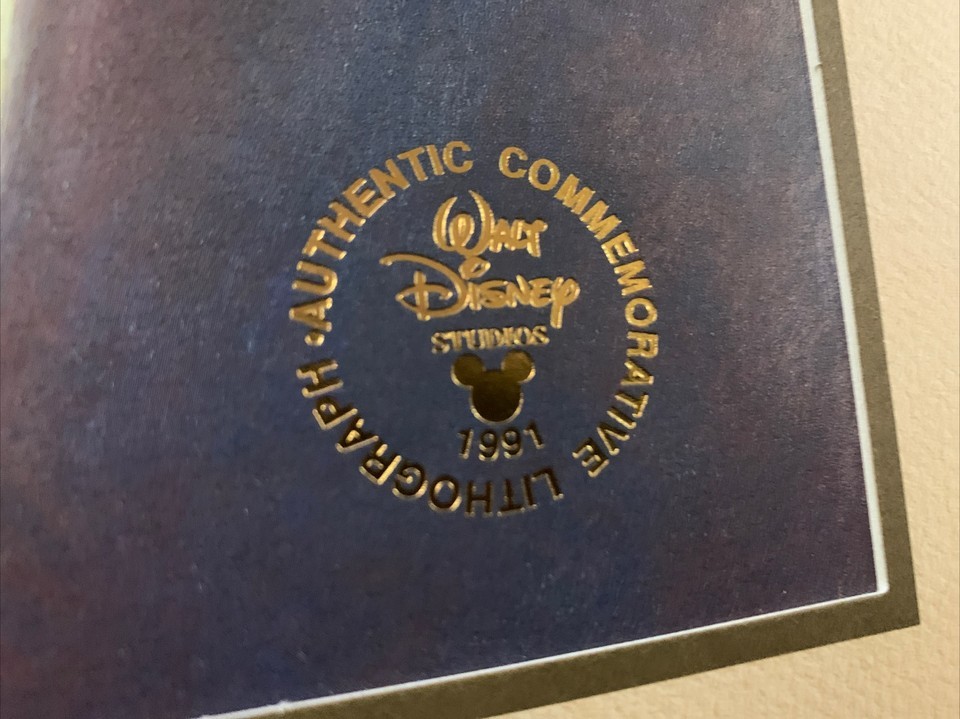 AUTHENTIC COMMEMORATIVE LITHOGRAPH •
WALT
DISNEY
STUDIOS
1991